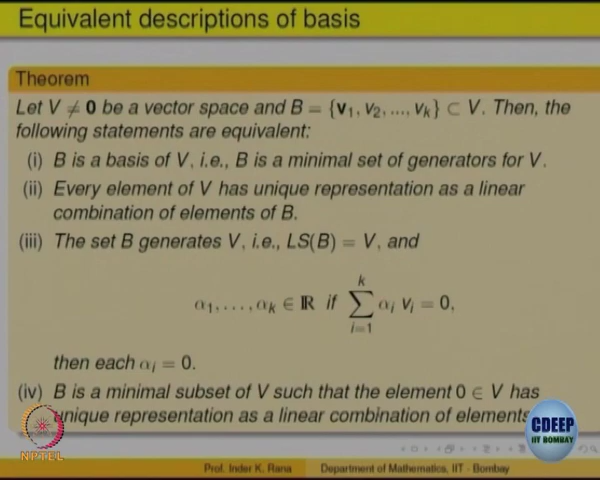 Equivalent descriptions of basis
Theorem
Let V ≠ 0 be a vector space and B = {v₁, v₂, ..., vₖ} ⊂ V. Then, the
following statements are equivalent:
(i) B is a basis of V, i.e., B is a minimal set of generators for V.
(ii) Every element of V has unique representation as a linear
combination of elements of B.
(iii) The set B generates V, i.e., LS(B) = V, and
α₁, . . . , αₖ ∈ ℝ if ∑ᵢ₌₁ᵏ αᵢ vᵢ = 0,
then each αᵢ = 0.
(iv) B is a minimal subset of V such that the element 0 ∈ V has
unique representation as a linear combination of elements
NPTEL
CDEEP
IIT BOMBAY
Prof. Inder K. Rana Department of Mathematics, IIT - Bombay